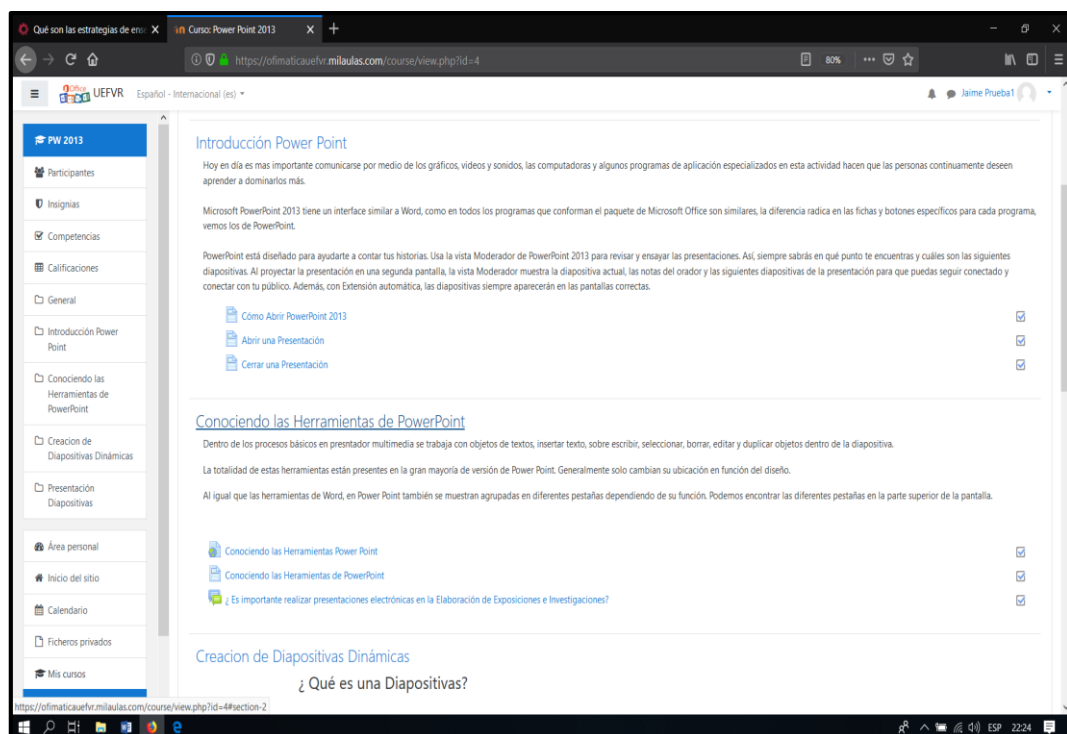 Qué son las estrategias de ense
Curso: Power Point 2013
https://ofimaticauefvr.milaulas.com/course/view.php?id=4
80%
Office
UEFVR
Español - Internacional (es)
Jaime Prueba1
PW 2013
Participantes
Insignias
Competencias
Calificaciones
General
Introducción Power
Point
Conociendo las
Herramientas de
PowerPoint
Creacion de
Diapositivas Dinámicas
Presentación
Diapositivas
Área personal
Inicio del sitio
Calendario
Ficheros privados
Mis cursos
Introducción Power Point
Hoy en día es mas importante comunicarse por medio de los gráficos, videos y sonidos, las computadoras y algunos programas de aplicación especializados en esta actividad hacen que las personas continuamente deseen
aprender a dominarlos más.
Microsoft PowerPoint 2013 tiene un interface similar a Word, como en todos los programas que conforman el paquete de Microsoft Office son similares, la diferencia radica en las fichas y botones específicos para cada programa,
vemos los de PowerPoint.
PowerPoint está diseñado para ayudarte a contar tus historias. Usa la vista Moderador de PowerPoint 2013 para revisar y ensayar las presentaciones. Así, siempre sabrás en qué punto te encuentras y cuáles son las siguientes
diapositivas. Al proyectar la presentación en una segunda pantalla, la vista Moderador muestra la diapositiva actual, las notas del orador y las siguientes diapositivas de la presentación para que puedas seguir conectado y
conectar con tu público. Además, con Extensión automática, las diapositivas siempre aparecerán en las pantallas correctas.
Cómo Abrir PowerPoint 2013
Abrir una Presentación
Cerrar una Presentación
Conociendo las Herramientas de PowerPoint
Dentro de los procesos básicos en presntador multimedia se trabaja con objetos de textos, insertar texto, sobre escribir, seleccionar, borrar, editar y duplicar objetos dentro de la diapositiva.
La totalidad de estas herramientas están presentes en la gran mayoría de versión de Power Point. Generalmente solo cambian su ubicación en función del diseño.
Al igual que las herramientas de Word, en Power Point también se muestran agrupadas en diferentes pestañas dependiendo de su función. Podemos encontrar las diferentes pestañas en la parte superior de la pantalla.
Conociendo las Herramientas Power Point
Conociendo las Heramientas de PowerPoint
¿ Es importante realizar presentaciones electrónicas en la Elaboración de Exposiciones e Investigaciones?
Creacion de Diapositivas Dinámicas
¿ Qué es una Diapositivas?
https://ofimaticauefvr.milaulas.com/course/view.php?id=4#section-2
ESP
22:24